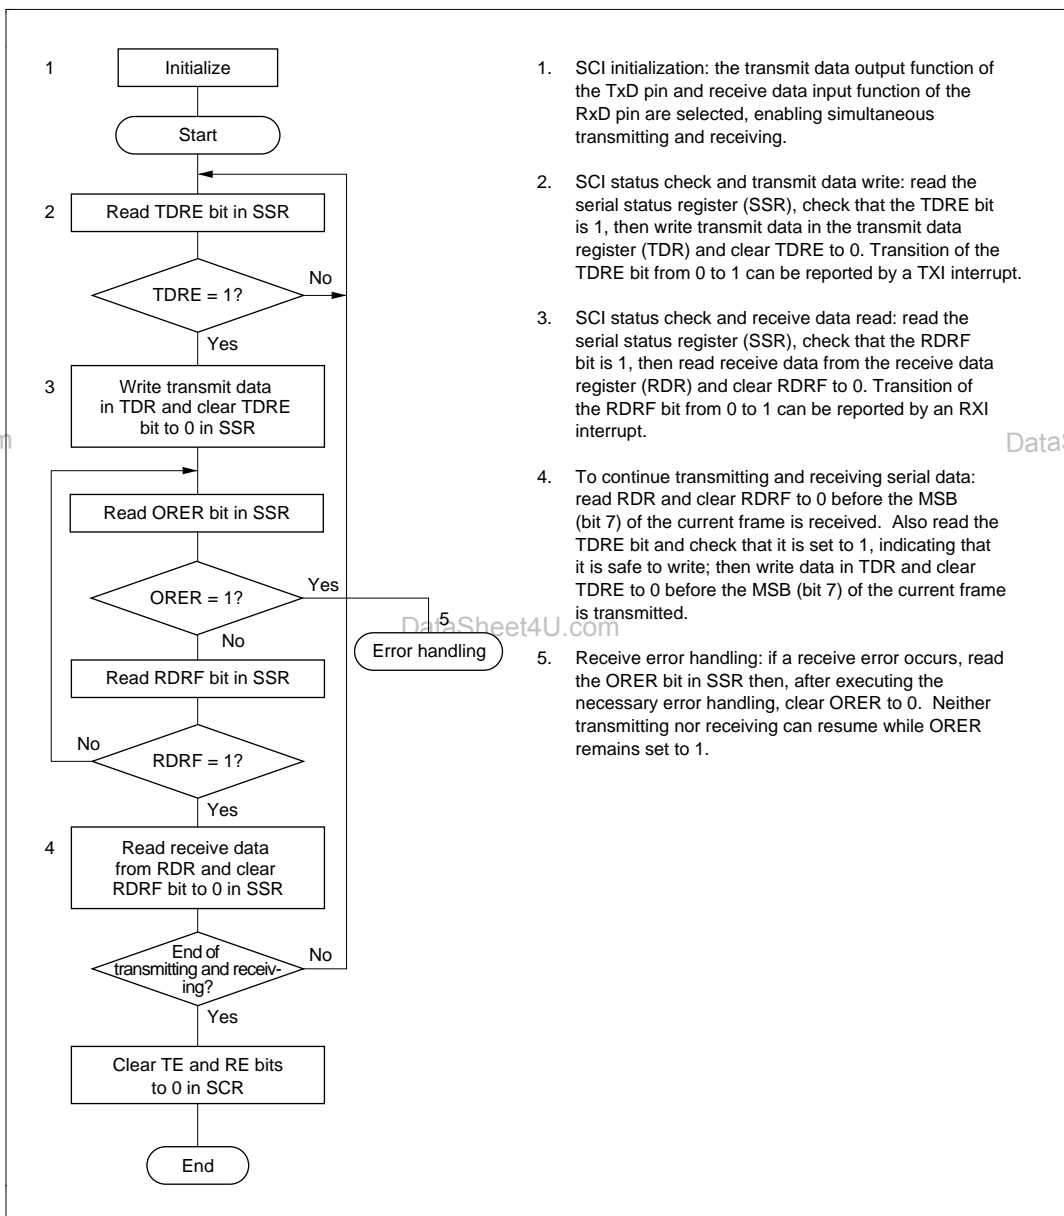 1 Initialize
Start
2 Read TDRE bit in SSR
TDRE = 1?
No
Yes
3 Write transmit data
in TDR and clear TDRE
bit to 0 in SSR
Read ORER bit in SSR
ORER = 1?
Yes
5
Error handling
No
Read RDRF bit in SSR
No
RDRF = 1?
Yes
4 Read receive data
from RDR and clear
RDRF bit to 0 in SSR
End of
transmitting and receiv-
ing?
No
Yes
Clear TE and RE bits
to 0 in SCR
End
1. SCI initialization: the transmit data output function of
the TxD pin and receive data input function of the
RxD pin are selected, enabling simultaneous
transmitting and receiving.
2. SCI status check and transmit data write: read the
serial status register (SSR), check that the TDRE bit
is 1, then write transmit data in the transmit data
register (TDR) and clear TDRE to 0. Transition of the
TDRE bit from 0 to 1 can be reported by a TXI interrupt.
3. SCI status check and receive data read: read the
serial status register (SSR), check that the RDRF
bit is 1, then read receive data from the receive data
register (RDR) and clear RDRF to 0. Transition of
the RDRF bit from 0 to 1 can be reported by an RXI
interrupt.
4. To continue transmitting and receiving serial data:
read RDR and clear RDRF to 0 before the MSB
(bit 7) of the current frame is received. Also read the
TDRE bit and check that it is set to 1, indicating that
it is safe to write; then write data in TDR and clear
TDRE to 0 before the MSB (bit 7) of the current frame
is transmitted.
5. Receive error handling: if a receive error occurs, read
the ORER bit in SSR then, after executing the
necessary error handling, clear ORER to 0. Neither
transmitting nor receiving can resume while ORER
remains set to 1.
DataSheet4U.com
m
Data